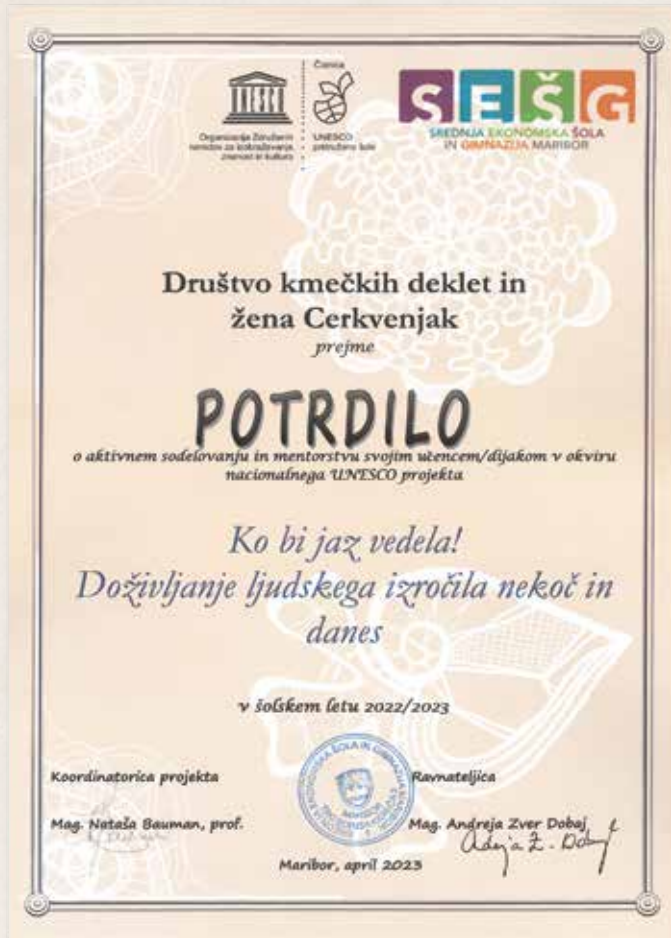 Organizacija Združenih
narodov za izobraževanje,
znanost in kulturo
Članica
UNESCO
pridružene šole
SEŠG
SREDNJA EKONOMSKA ŠOLA
IN GIMNAZIJA MARIBOR
Društvo kmečkih deklet in
žena Cerkvenjak
prejme
POTRDILO
o aktivnem sodelovanju in mentorstvu svojim učencem/dijakom v okviru
nacionalnega UNESCO projekta
Ko bi jaz vedela!
Doživljanje ljudskega izročila nekoč in
danes
v šolskem letu 2022/2023
Koordinatorica projekta
Ravnateljica
Mag. Nataša Bauman, prof.
Mag. Andreja Zver Dobaj
Maribor, april 2023